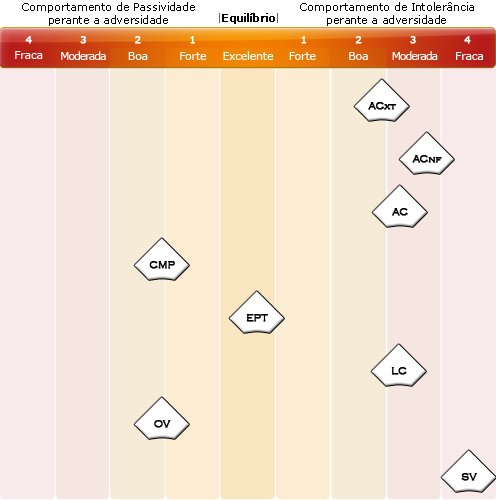 Comportamento de Passividade
perante a adversidade
|Equilíbrio|
Comportamento de Intolerância
perante a adversidade
4 3 2 1 1 2 3 4
Fraca Moderada Boa Forte Excelente Forte Boa Moderada Fraca
ACXT
ACNF
AC
CMP
EPT
LC
OV
SV